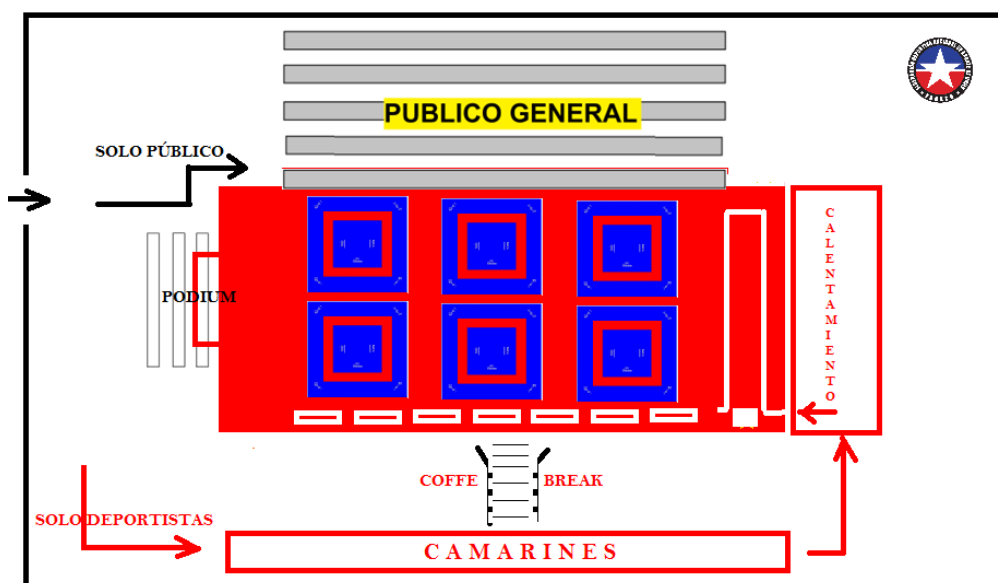 PUBLICO GENERAL
SOLO PÚBLICO
CALENTAMIENTO
PODIUM
COFFE BREAK
SOLO DEPORTISTAS
CAMARINES